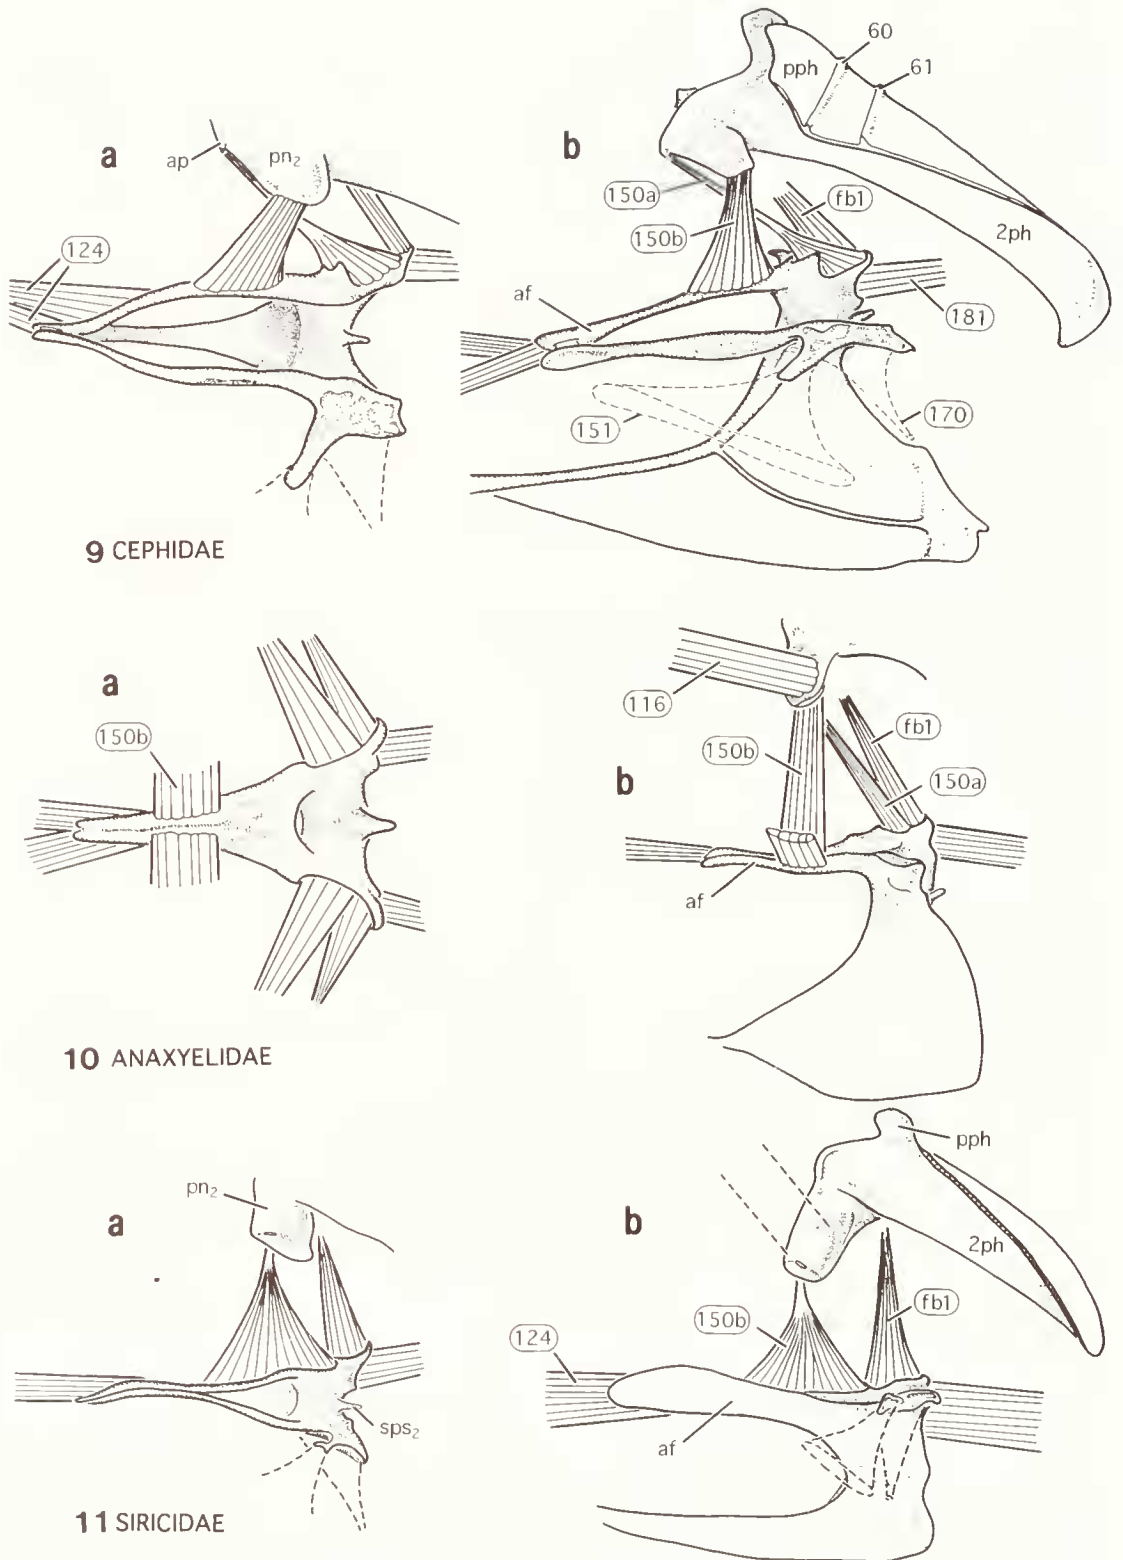 a
ap
pn₂
124
9 CEPHIDAE
b
60
pph
61
150a
fb1
150b
2ph
af
181
151
170
a
150b
10 ANAXYELIDAE
116
b
150b
fb1
150a
af
a
pn₂
sps₂
11 SIRICIDAE
b
pph
2ph
150b
fb1
124
af